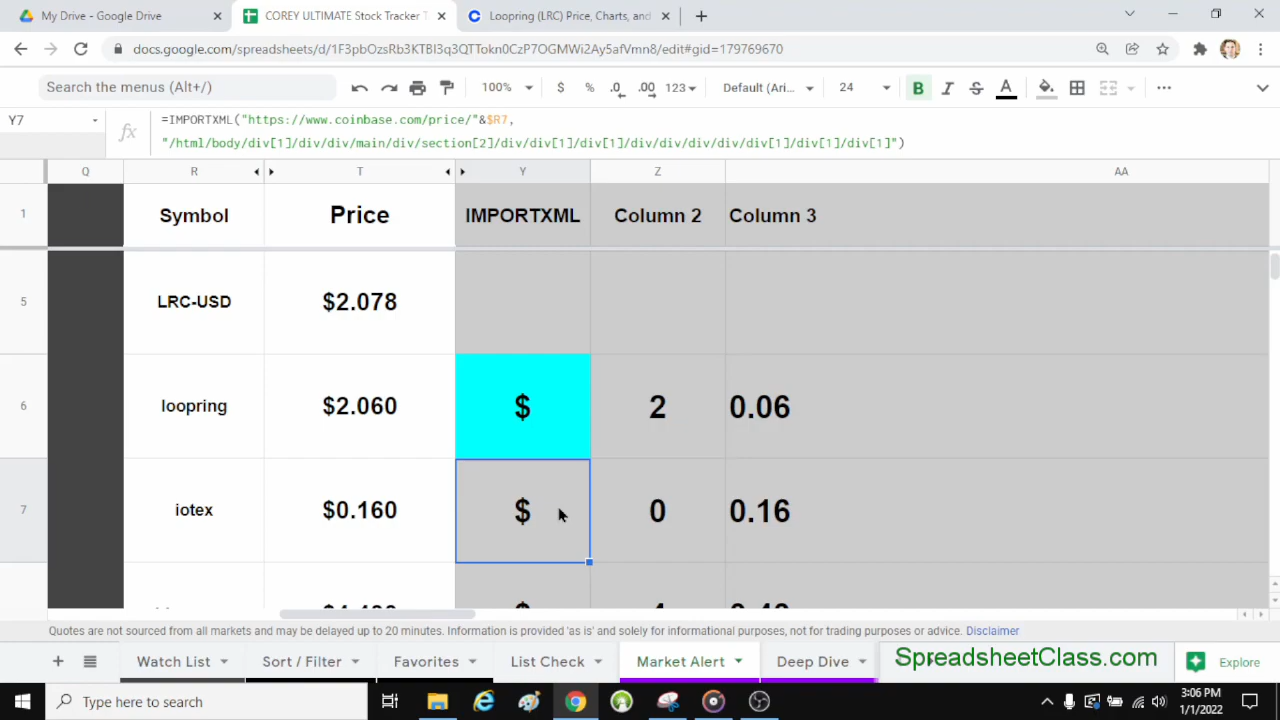 My Drive - Google Drive
COREY ULTIMATE Stock Tracker T
Loopring (LRC) Price, Charts, and
docs.google.com/spreadsheets/d/1F3pbOzsRb3KTBI3q3QTTokn0CzP7OGMWi2Ay5afVmn8/edit#gid=179769670
Search the menus (Alt+/)
100%
$
%
.0
.00
123
Default (Ari...
24
B
I
S
A
Y7
fx
=IMPORTXML("https://www.coinbase.com/price/"&$R7,
"/html/body/div[1]/div/div/main/div/section[2]/div/div[1]/div[1]/div/div/div/div/div[1]/div[1]/div[1]")
Q
R
T
Y
Z
AA
1
Symbol
Price
IMPORTXML
Column 2
Column 3
5
LRC-USD
$2.078
6
loopring
$2.060
$
2
0.06
7
iotex
$0.160
$
0
0.16
Quotes are not sourced from all markets and may be delayed up to 20 minutes. Information is provided 'as is' and solely for informational purposes, not for trading purposes or advice. Disclaimer
Watch List
Sort / Filter
Favorites
List Check
Market Alert
Deep Dive
SpreadsheetClass.com
Explore
Type here to search
3:06 PM
1/1/2022